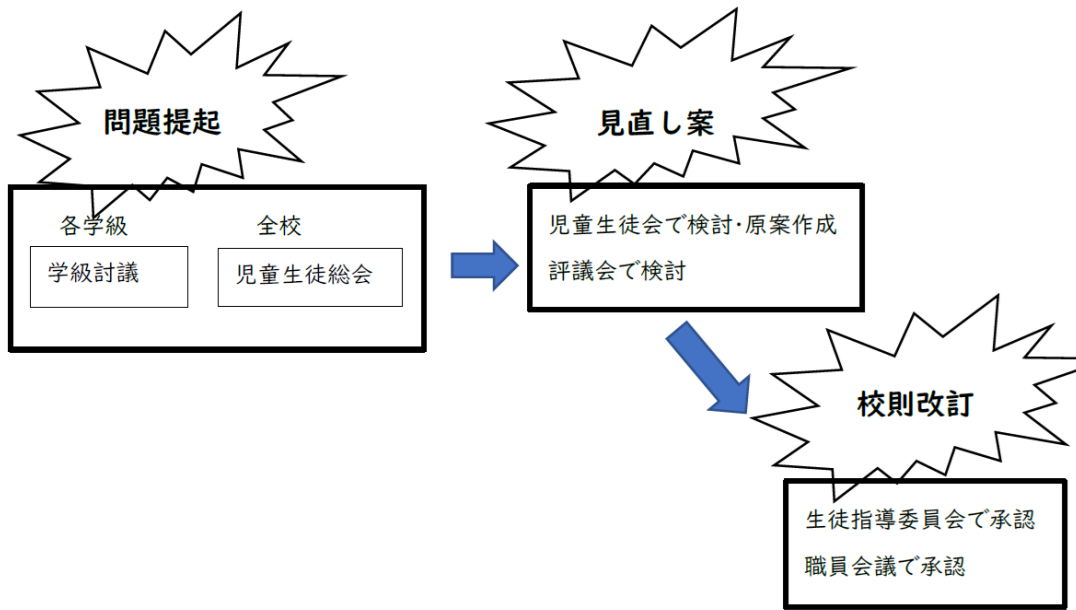 問題提起
各学級
全校
学級討議
児童生徒総会
見直し案
児童生徒会で検討・原案作成
評議会で検討
校則改訂
生徒指導委員会で承認
職員会議で承認